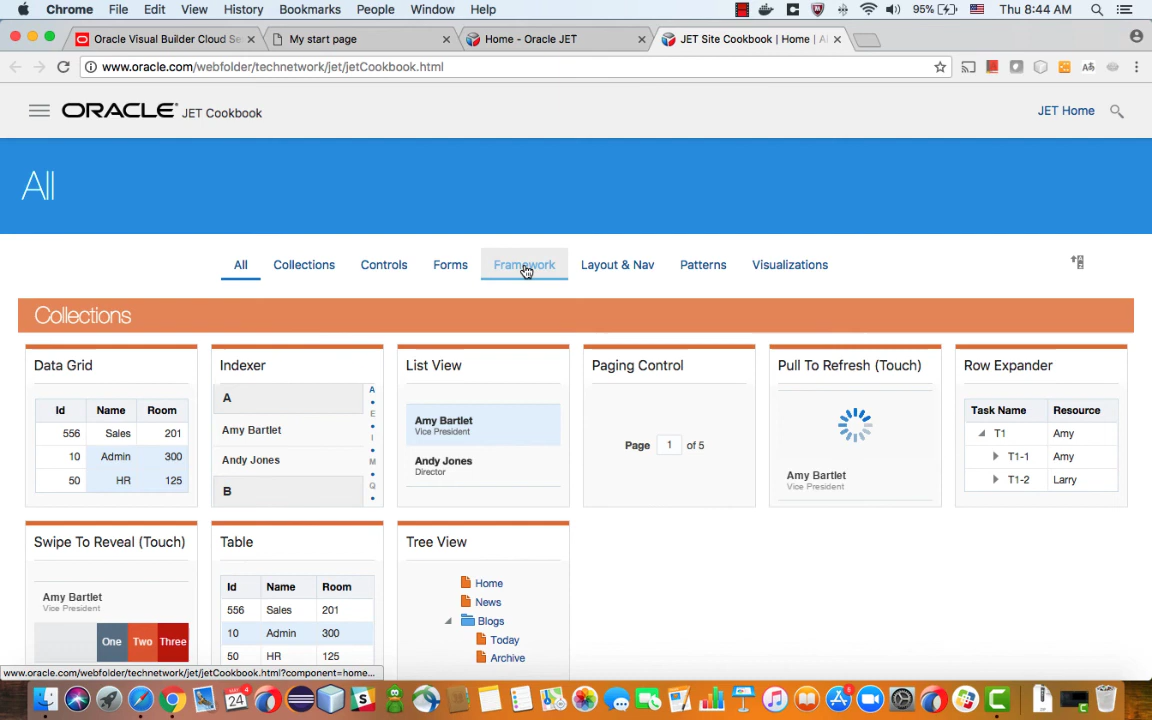 Chrome File Edit View History Bookmarks People Window Help 95% Thu 8:44 AM
Oracle Visual Builder Cloud Se My start page Home - Oracle JET JET Site Cookbook | Home | Al
www.oracle.com/webfolder/technetwork/jet/jetCookbook.html
ORACLE® JET Cookbook JET Home
All
All Collections Controls Forms Framework Layout & Nav Patterns Visualizations
Collections
Data Grid Indexer List View Paging Control Pull To Refresh (Touch) Row Expander
Id Name Room
556 Sales 201
10 Admin 300
50 HR 125
A
Amy Bartlet
Andy Jones
B
A
E
I
M
Q
Amy Bartlet
Vice President
Andy Jones
Director
Page 1 of 5
Amy Bartlet
Vice President
Task Name Resource
T1 Amy
T1-1 Amy
T1-2 Larry
Swipe To Reveal (Touch) Table Tree View
Amy Bartlet
Vice President
One Two Three
Id Name Room
556 Sales 201
10 Admin 300
50 HR 125
Home
News
Blogs
Today
Archive
www.oracle.com/webfolder/technetwork/jet/jetCookbook.html?component=home...
24